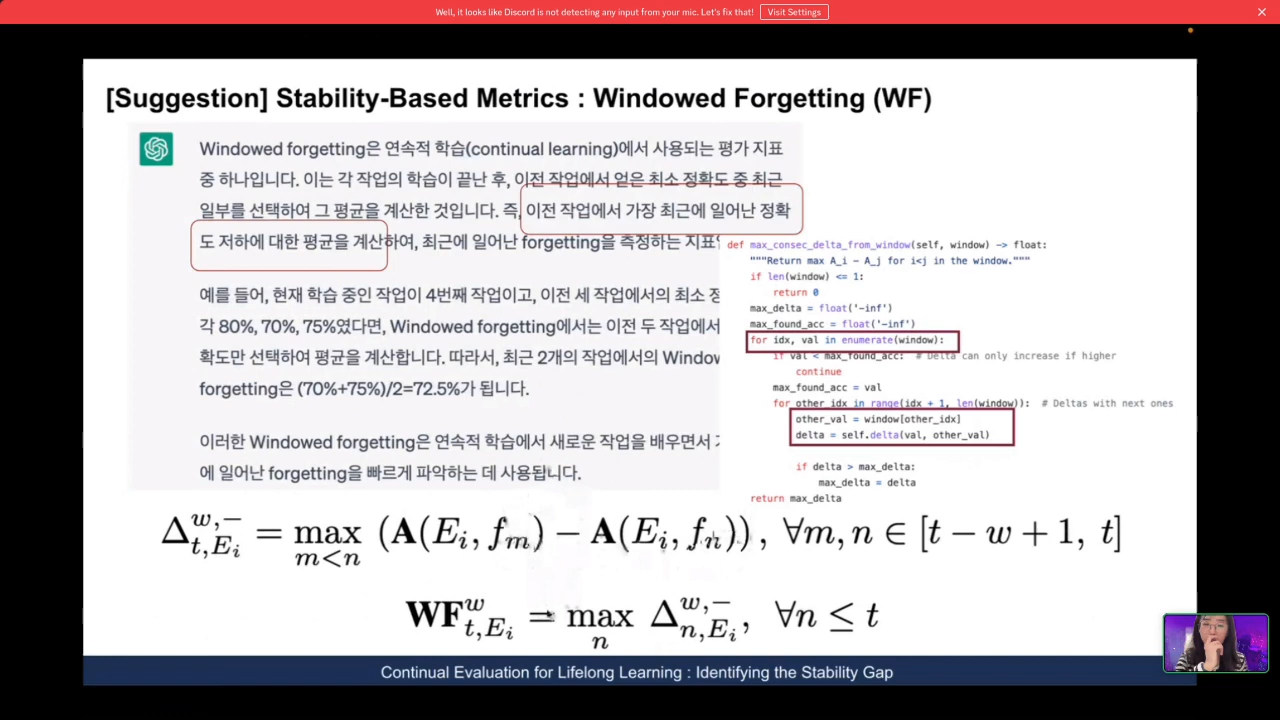 Well, it looks like Discord is not detecting any input from your mic. Let's fix that! Visit Settings
[Suggestion] Stability-Based Metrics : Windowed Forgetting (WF)
Windowed forgetting은 연속적 학습(continual learning)에서 사용되는 평가 지표
중 하나입니다. 이는 각 작업의 학습이 끝난 후, 이전 작업에서 얻은 최소 정확도 중 최근
일부를 선택하여 그 평균을 계산한 것입니다. 즉, 이전 작업에서 가장 최근에 일어난 정확
도 저하에 대한 평균을 계산하여, 최근에 일어난 forgetting을 측정하는 지표
예를 들어, 현재 학습 중인 작업이 4번째 작업이고, 이전 세 작업에서의 최소
각 80%, 70%, 75%였다면, Windowed forgetting에서는 이전 두 작업에서
확도만 선택하여 평균을 계산합니다. 따라서, 최근 2개의 작업에서의 Windo
forgetting은 (70%+75%)/2=72.5%가 됩니다.
이러한 Windowed forgetting은 연속적 학습에서 새로운 작업을 배우면서
에 일어난 forgetting을 빠르게 파악하는 데 사용됩니다.
def max_consec_delta_from_window(self, window) -> float:
"""Return max A_i - A_j for i<j in the window."""
if len(window) <= 1:
return 0
max_delta = float('-inf')
max_found_acc = float('-inf')
for idx, val in enumerate(window):
if val < max_found_acc: # Delta can only increase if higher
continue
max_found_acc = val
for other_idx in range(idx + 1, len(window)): # Deltas with next ones
other_val = window[other_idx]
delta = self.delta(val, other_val)
if delta > max_delta:
max_delta = delta
return max_delta
Δ^{w,−}_{t,E_i} = max_{m<n} (A(E_i, f_m) − A(E_i, f_n)), ∀m, n ∈ [t − w + 1, t]
WF^w_{t,E_i} = max_n Δ^{w,−}_{n,E_i}, ∀n ≤ t
Continual Evaluation for Lifelong Learning : Identifying the Stability Gap